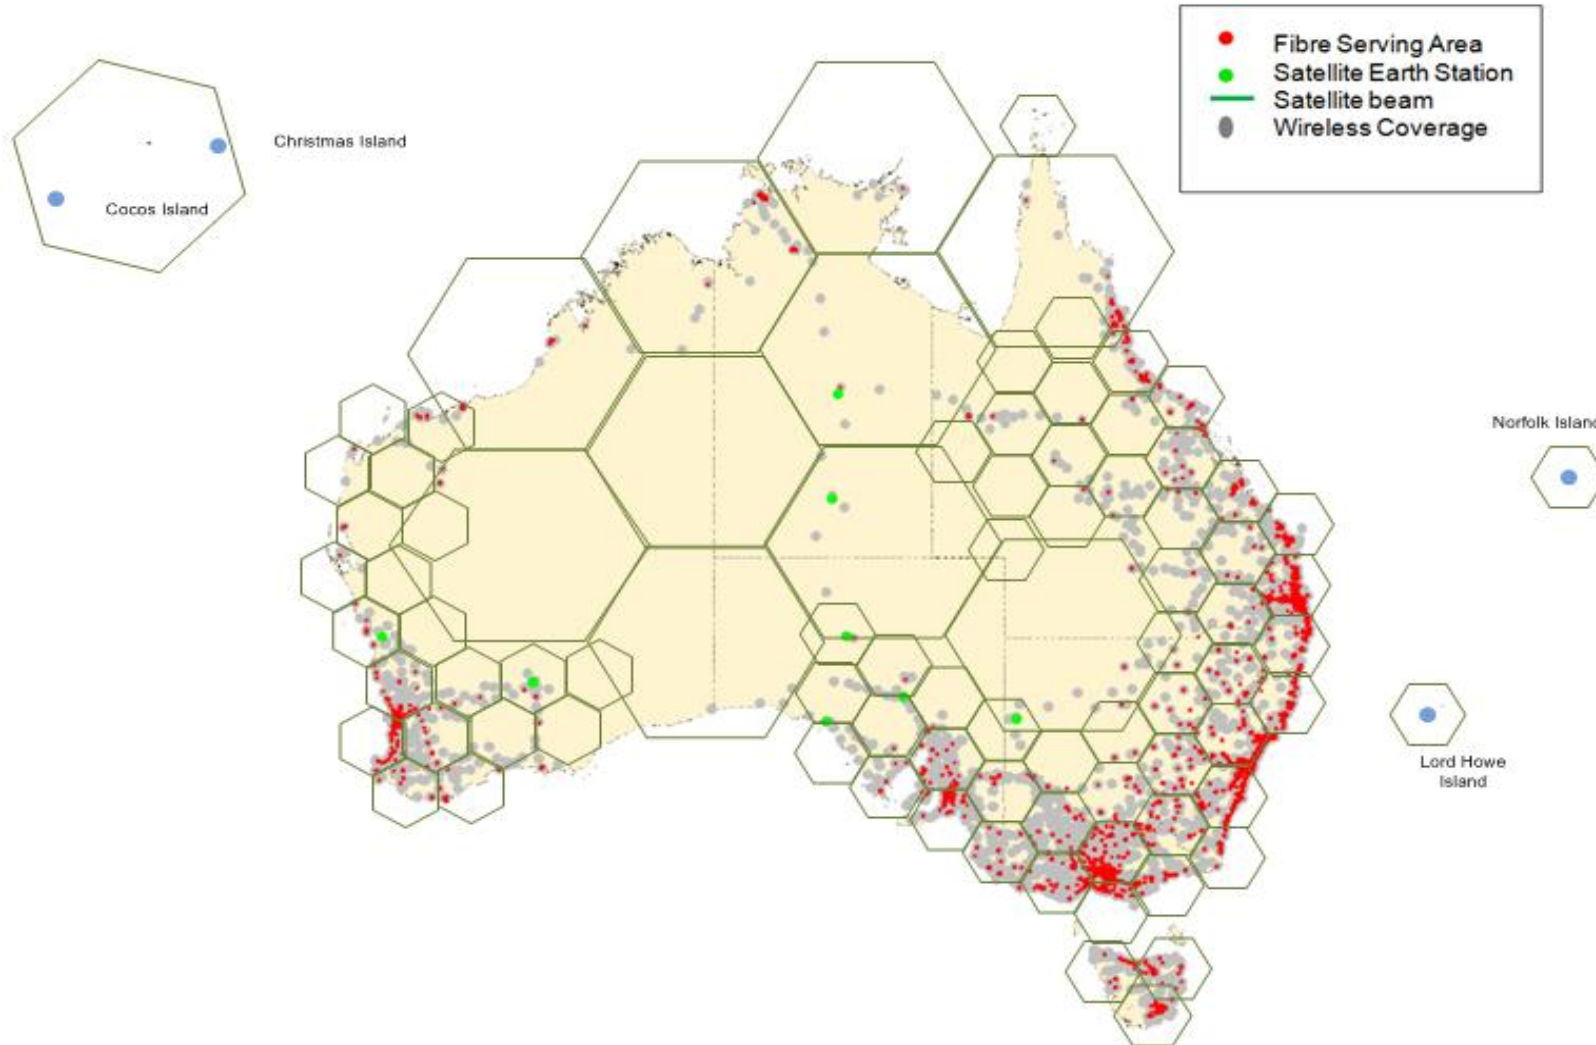 Fibre Serving Area
Satellite Earth Station
Satellite beam
Wireless Coverage
Christmas Island
Cocos Island
Norfolk Island
Lord Howe
Island